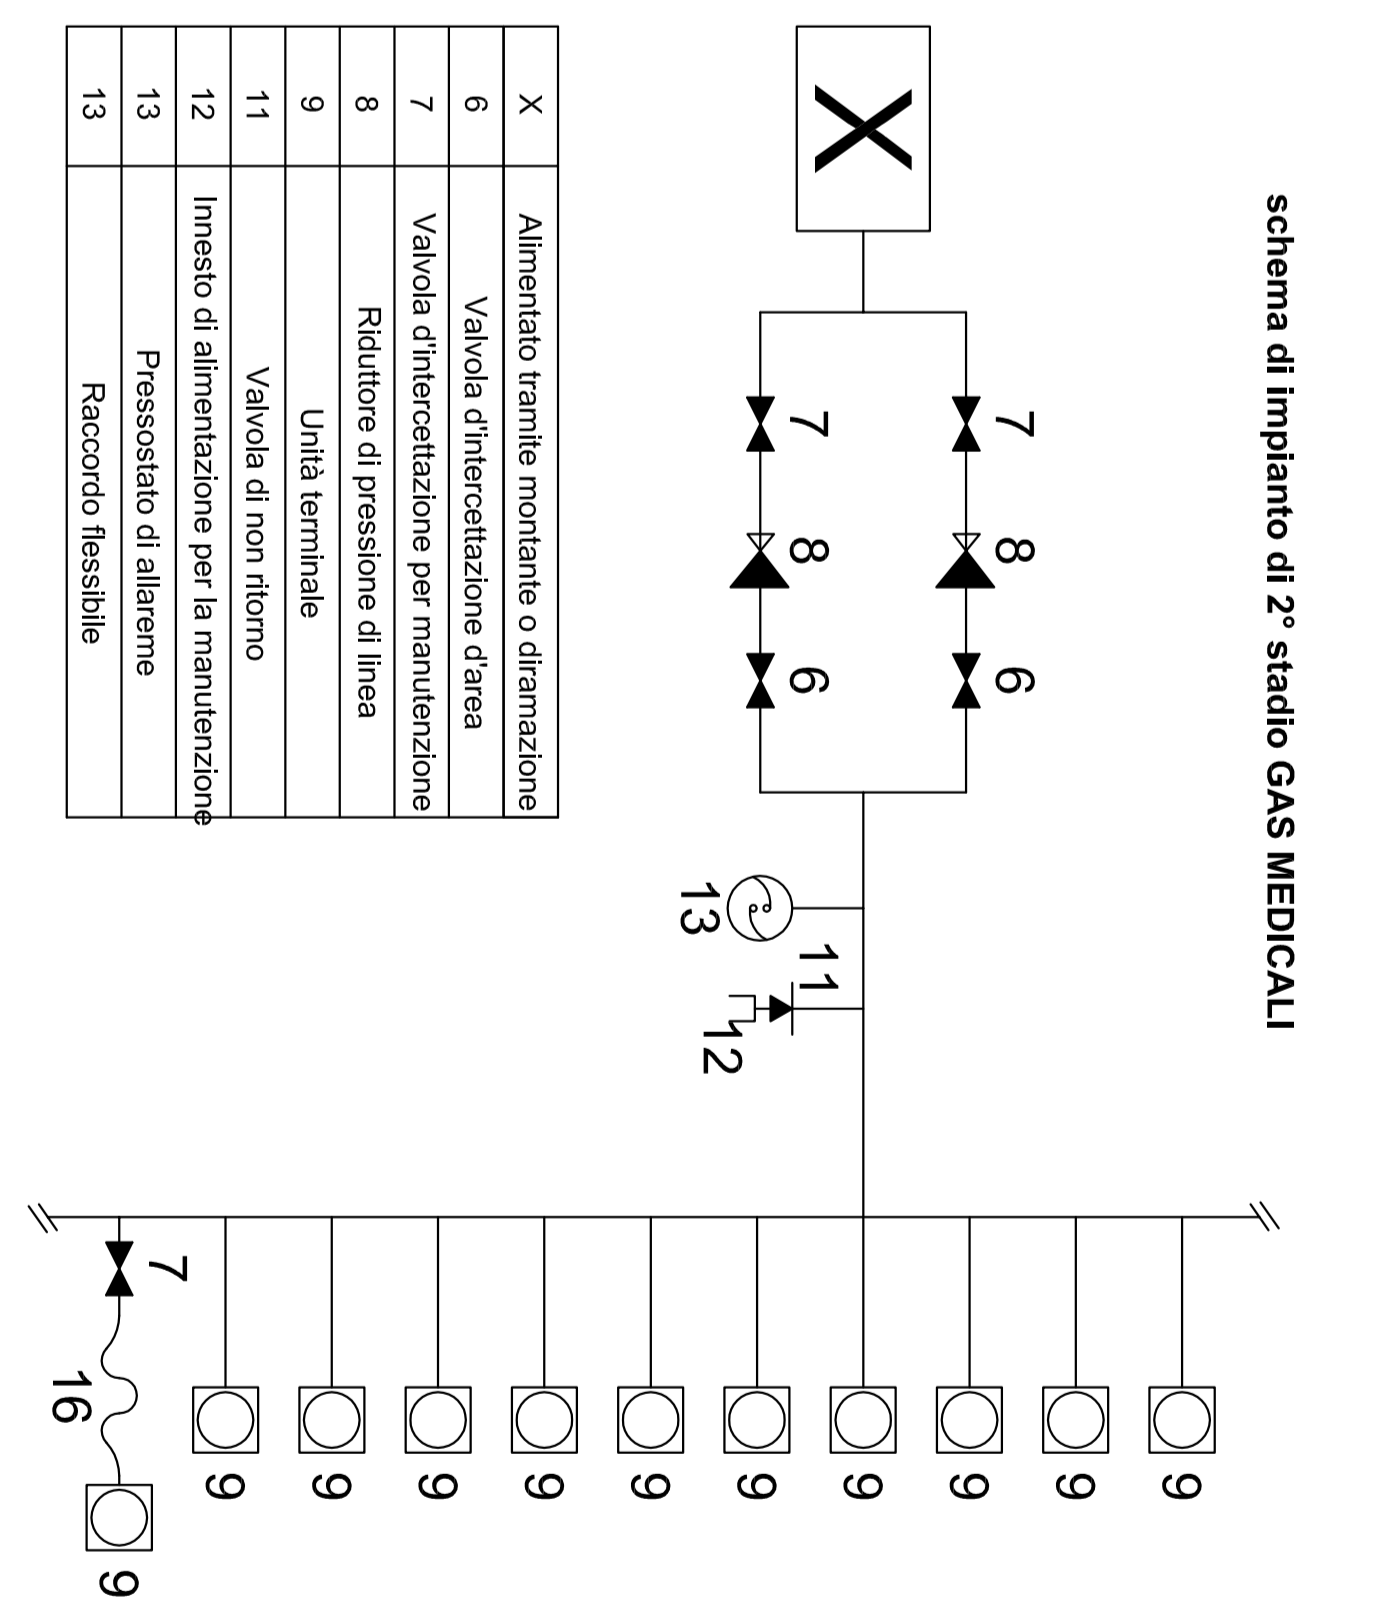 schema di impianto di 2° stadio GAS MEDICALI
X
7
8
6
7
8
6
13
11
12
9
9
9
9
9
9
9
9
9
9
7
16
9
X Alimentato tramite montante o diramazione
6 Valvola d'intercettazione d'area
7 Valvola d'intercettazione per manutenzione
8 Riduttore di pressione di linea
9 Unità terminale
11 Valvola di non ritorno
12 Innesto di alimentazione per la manutenzione
13 Pressostato di allareme
13 Raccordo flessibile